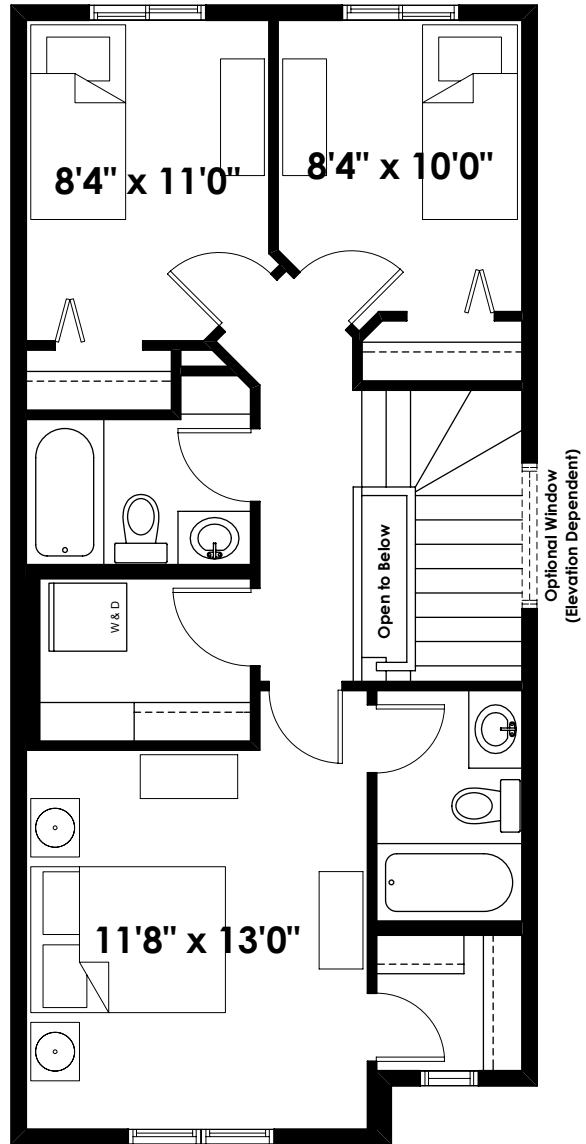 8'4" x 11'0"
8'4" x 10'0"
Optional Window
(Elevation Dependent)
Open to Below
W & D
11'8" x 13'0"